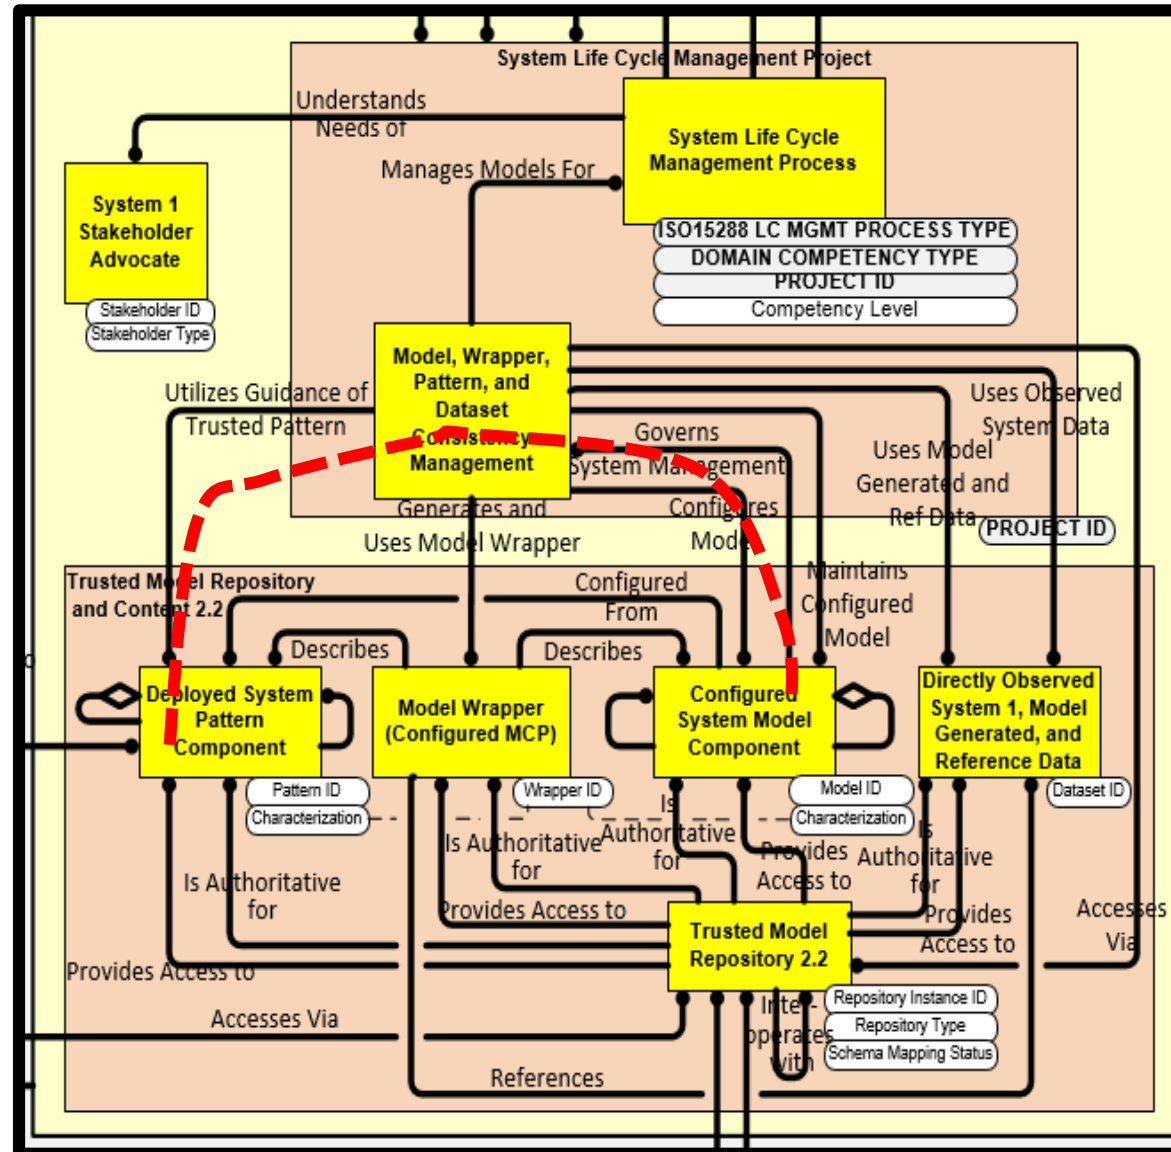 System Life Cycle Management Project
Understands
Needs of
System Life Cycle
Management Process
Manages Models For
System 1
Stakeholder
Advocate
ISO15288 LC MGMT PROCESS TYPE
DOMAIN COMPETENCY TYPE
PROJECT ID
Competency Level
Stakeholder ID
Stakeholder Type
Model, Wrapper,
Pattern, and
Dataset
Consistency
Management
Utilizes Guidance of
Trusted Pattern
Uses Observed
System Data
Governs
System Management
Uses Model
Generated and
Ref Data
Generates and
Uses Model Wrapper
Configures
Model
PROJECT ID
Trusted Model Repository
and Content 2.2
Configured
From
Maintains
Configured
Model
Describes
Describes
Deployed System
Pattern
Component
Model Wrapper
(Configured MCP)
Configured
System Model
Component
Directly Observed
System 1, Model
Generated, and
Reference Data
Pattern ID
Characterization
Wrapper ID
Model ID
Characterization
Dataset ID
Is Authoritative
for
Is Authoritative
for
Is
Authoritative
for
Provides
Access to
Is
Authoritative
for
Provides Access to
Provides Access to
Provides
Access to
Accesses
Via
Trusted Model
Repository 2.2
Repository Instance ID
Repository Type
Schema Mapping Status
Inter-
operates
with
Accesses Via
References